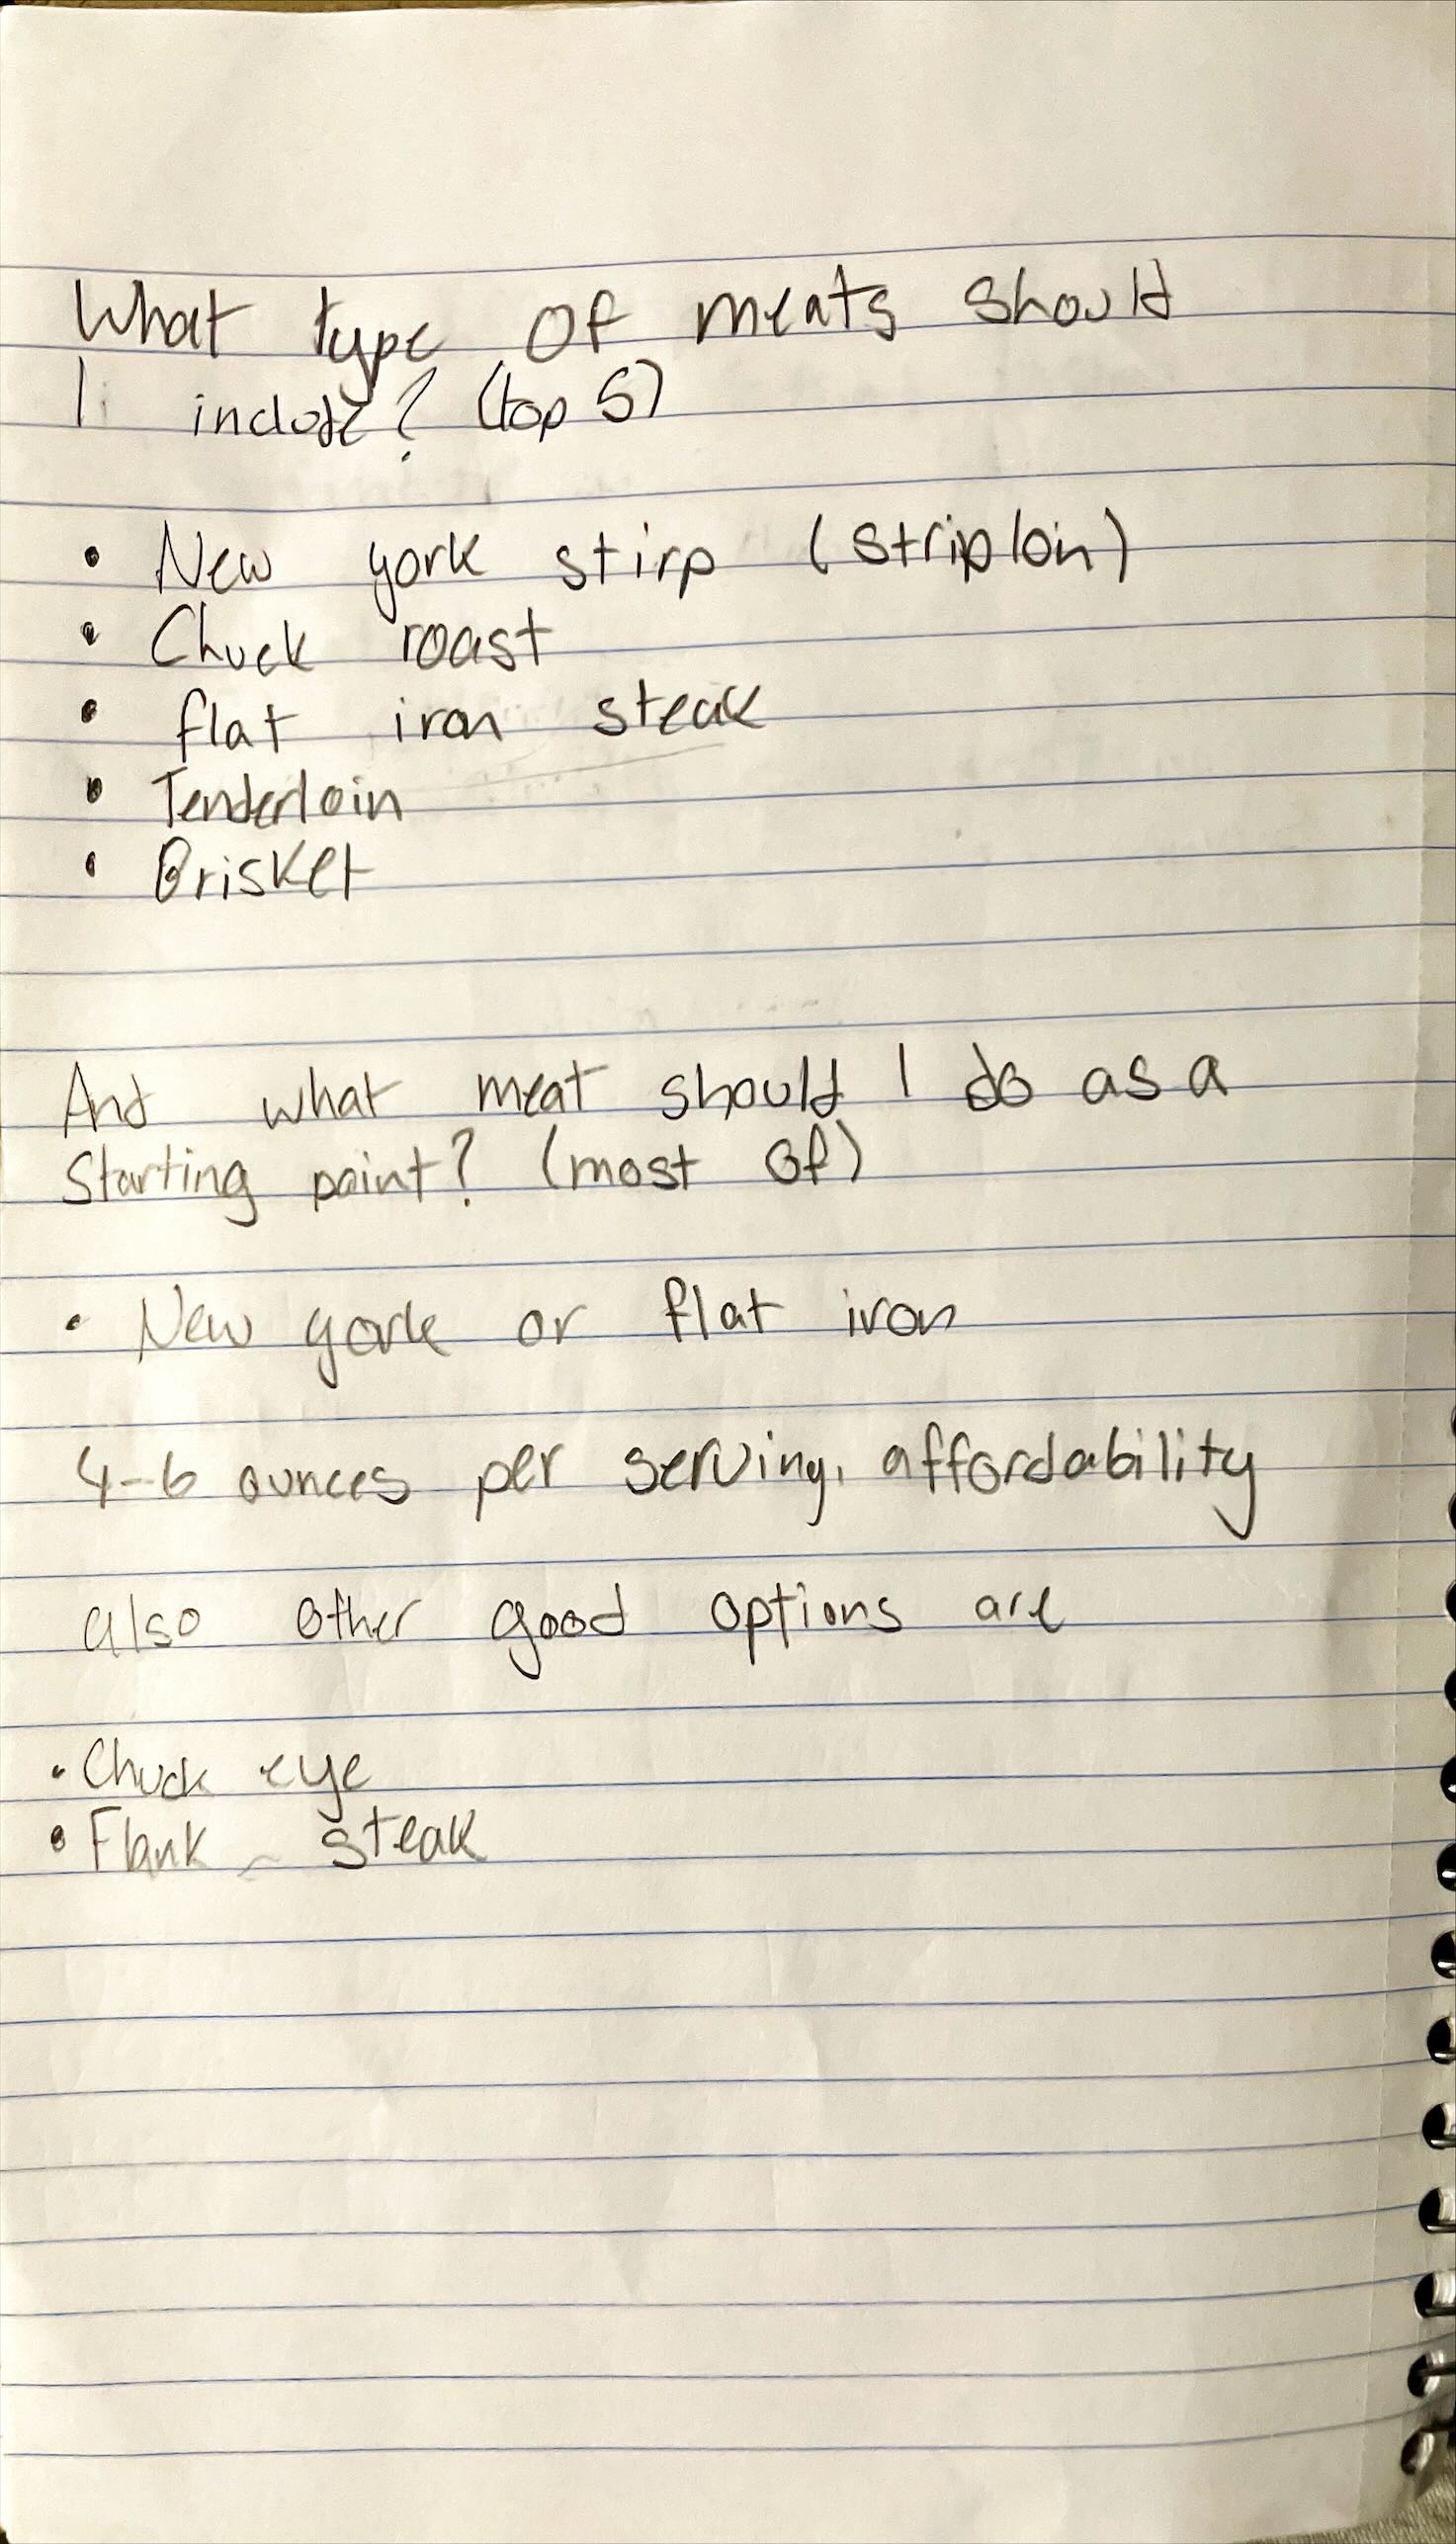 What type of meats should
I include? (top 5)
• New york stirp (striploin)
• Chuck roast
• flat iron steak
• Tenderloin
• Brisket
And what meat should I do as a
Starting point? (most of)
• New york or flat iron
4-6 ounces per serving, affordability
also other good options are
• Chuck eye
• Flank steak